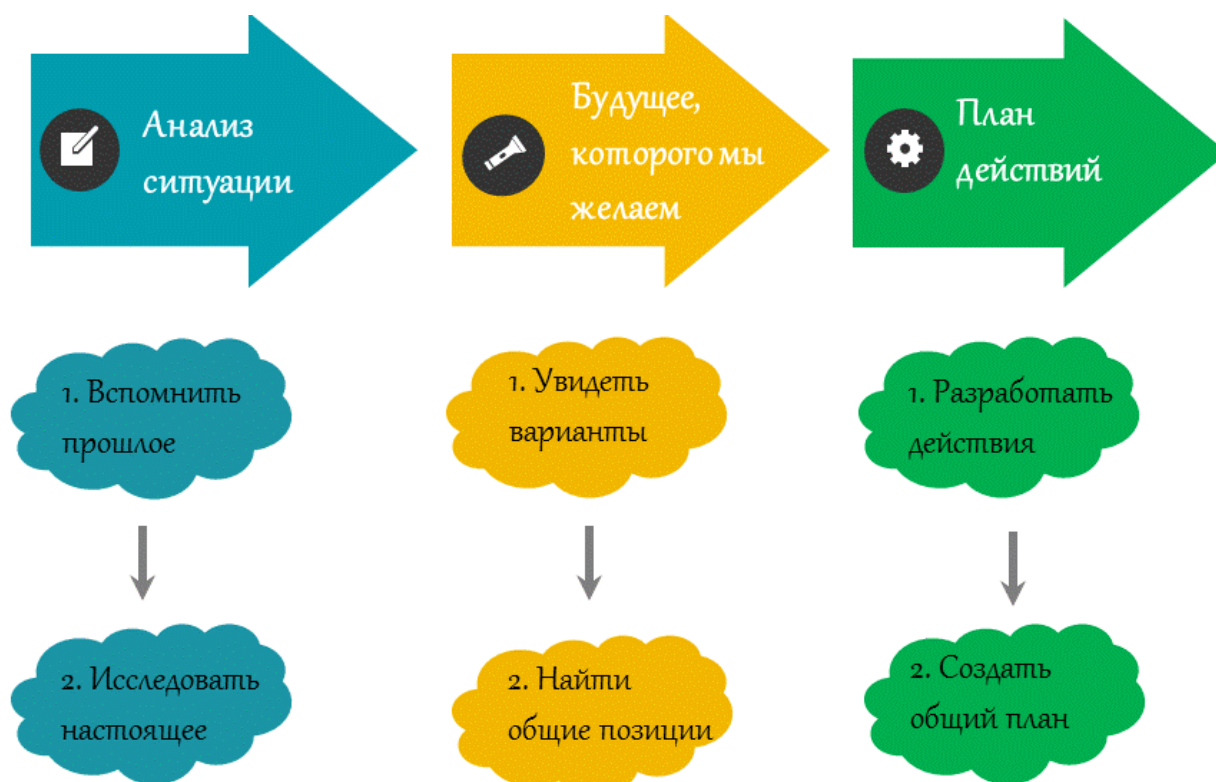 Анализ
ситуации
Будущее,
которого мы
желаем
План
действий
1. Вспомнить
прошлое
1. Увидеть
варианты
1. Разработать
действия
2. Исследовать
настоящее
2. Найти
общие позиции
2. Создать
общий план